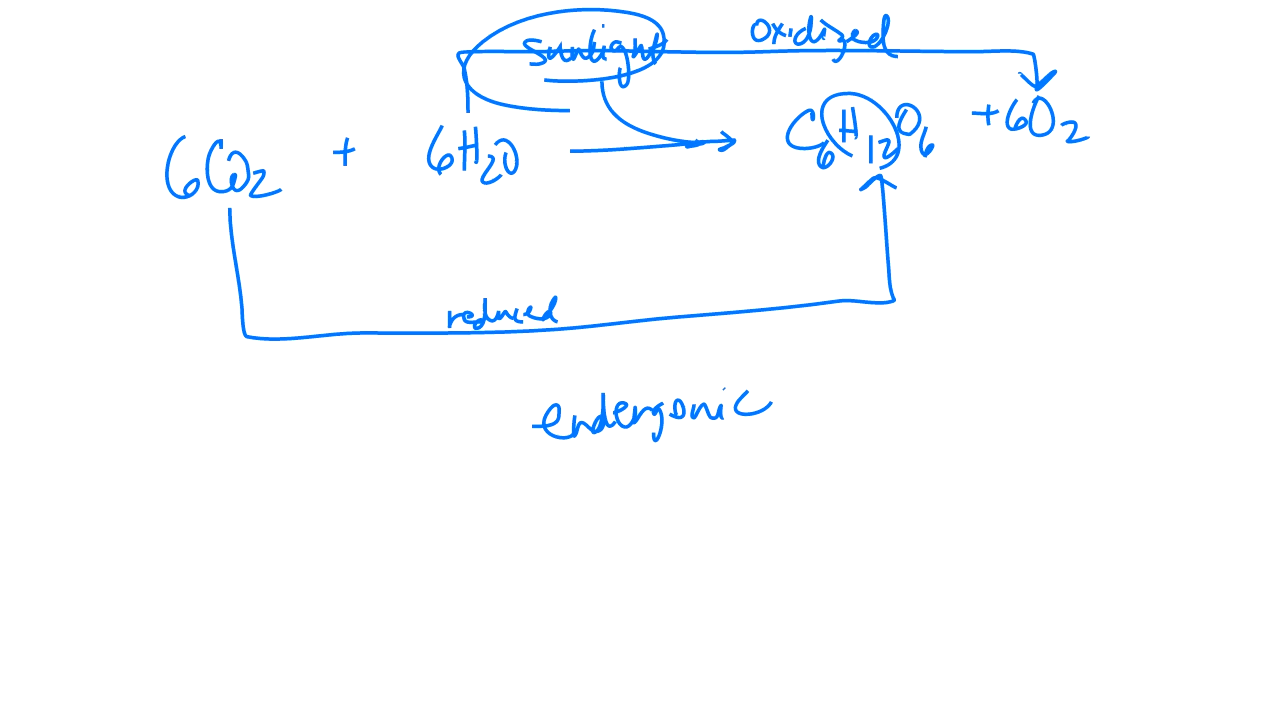 sunlight oxidized
6CO2 + 6H2O → C6H12O6 + 6O2
reduced
endergonic